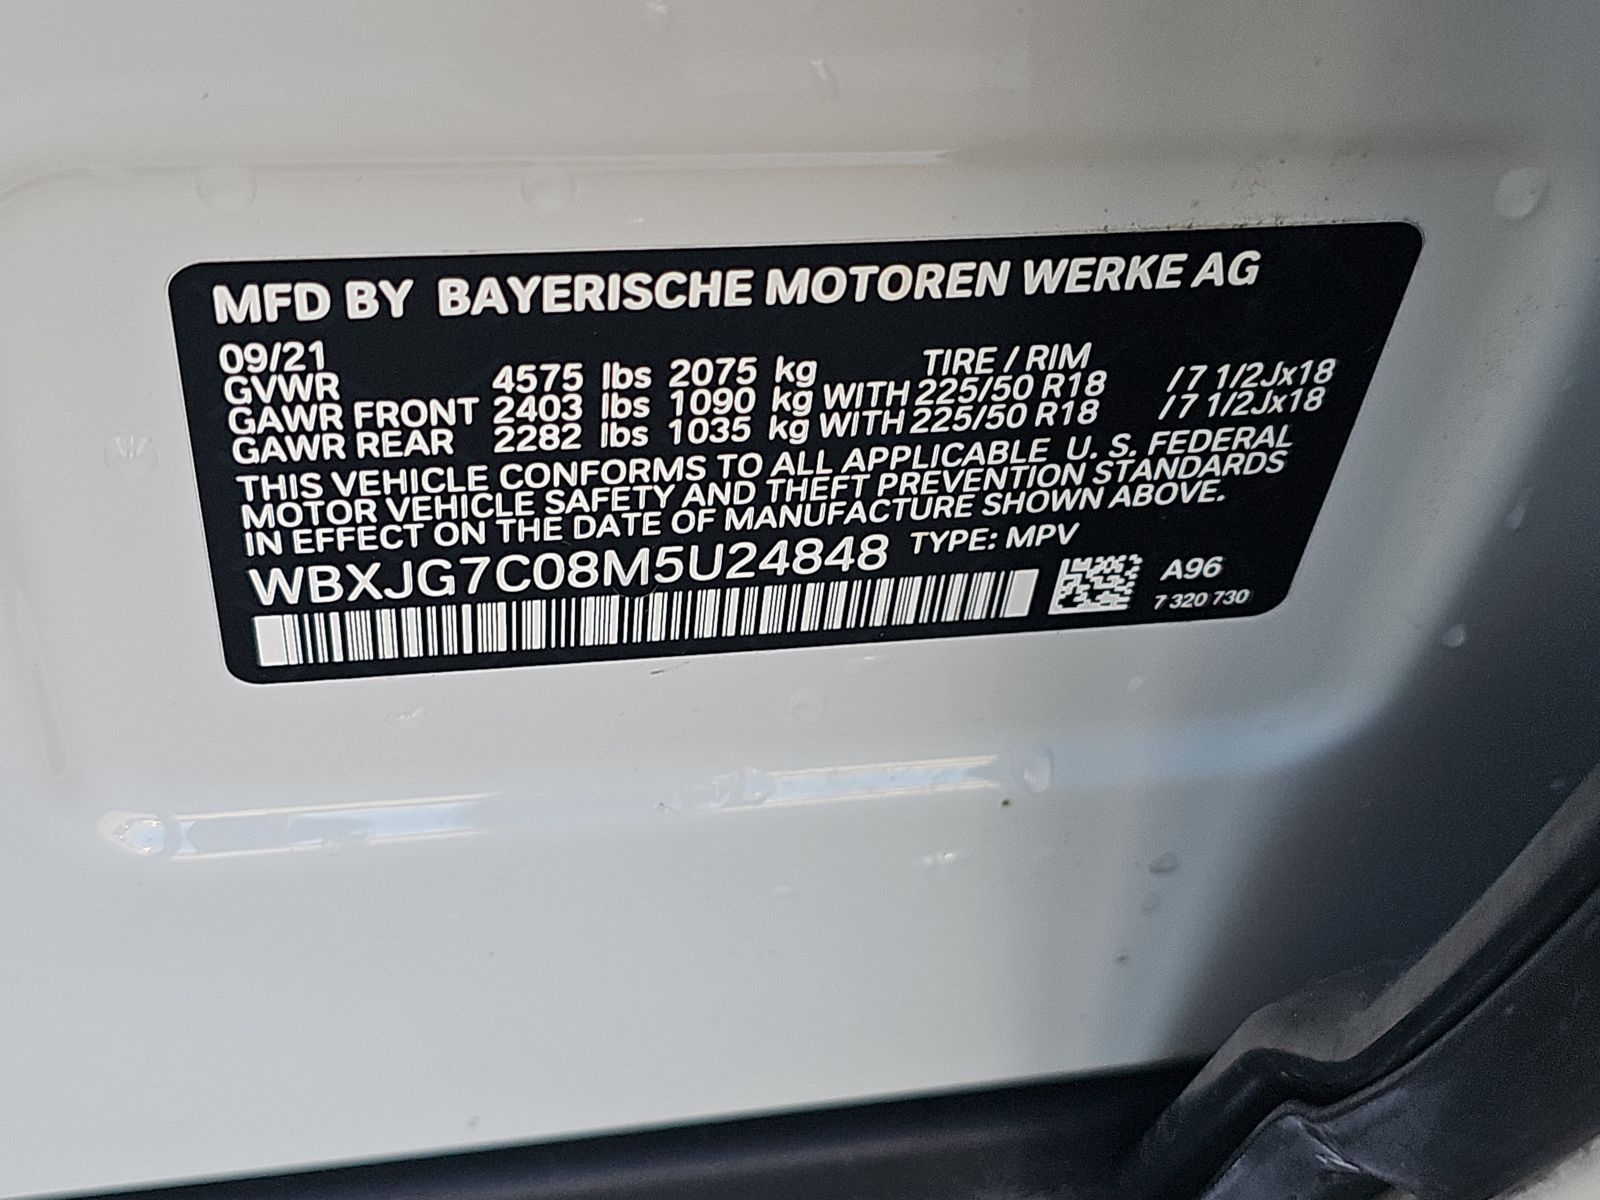 MFD BY BAYERISCHE MOTOREN WERKE AG
09/21 TIRE / RIM
GVWR 4575 lbs 2075 kg
GAWR FRONT 2403 lbs 1090 kg WITH 225/50 R18 / 7 1/2Jx18
GAWR REAR 2282 lbs 1035 kg WITH 225/50 R18 / 7 1/2Jx18
THIS VEHICLE CONFORMS TO ALL APPLICABLE U. S. FEDERAL
MOTOR VEHICLE SAFETY AND THEFT PREVENTION STANDARDS
IN EFFECT ON THE DATE OF MANUFACTURE SHOWN ABOVE.
WBXJG7C08M5U24848 TYPE: MPV
A96
7 320 730